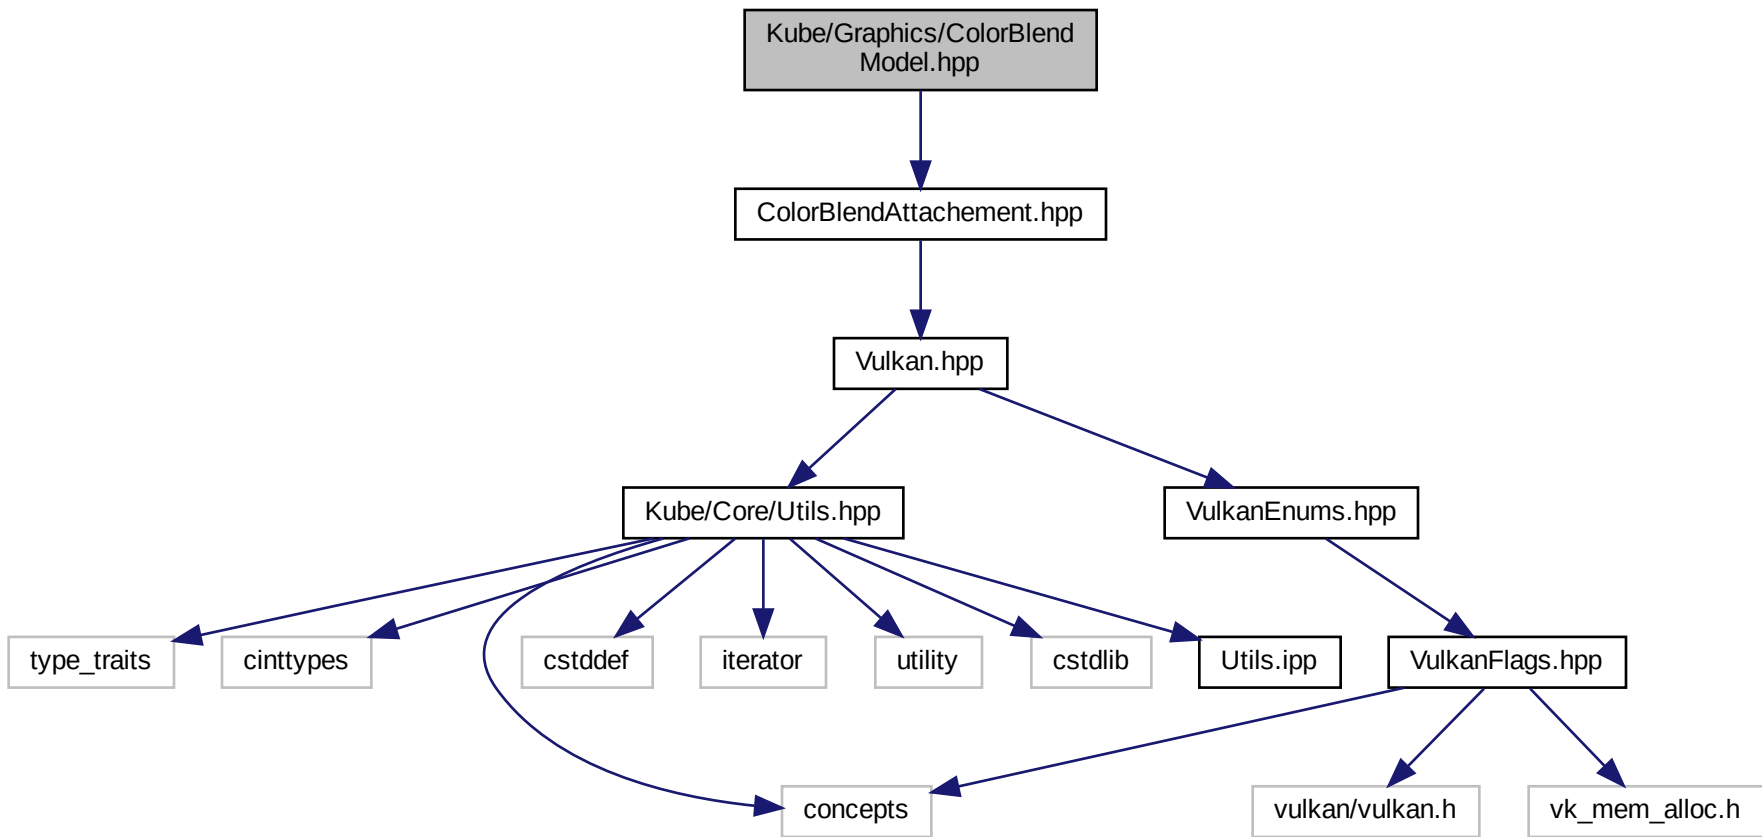 Kube/Graphics/ColorBlend
Model.hpp
ColorBlendAttachement.hpp
Vulkan.hpp
Kube/Core/Utils.hpp
VulkanEnums.hpp
type_traits
cinttypes
cstddef
iterator
utility
cstdlib
Utils.ipp
VulkanFlags.hpp
concepts
vulkan/vulkan.h
vk_mem_alloc.h